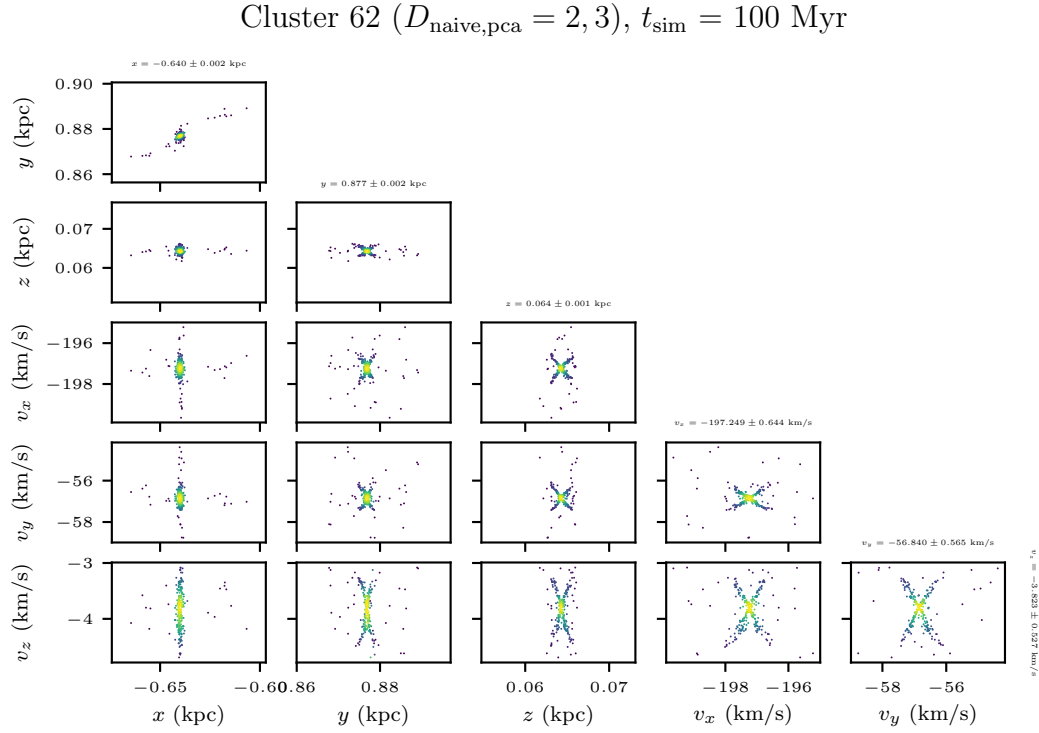 Cluster 62 (D_naive,pca = 2, 3), t_sim = 100 Myr
x = −0.640 ± 0.002 kpc
0.90
0.88
0.86
y (kpc)
y = 0.877 ± 0.002 kpc
0.07
0.06
z (kpc)
z = 0.064 ± 0.001 kpc
−196
−198
v_x (km/s)
v_x = −197.249 ± 0.644 km/s
−56
−58
v_y (km/s)
v_y = −56.840 ± 0.565 km/s
−3
−4
v_z (km/s)
v_z = −3.823 ± 0.527 km/s
−0.65 −0.60 0.86 0.88 0.06 0.07 −198 −196 −58 −56
x (kpc) y (kpc) z (kpc) v_x (km/s) v_y (km/s)